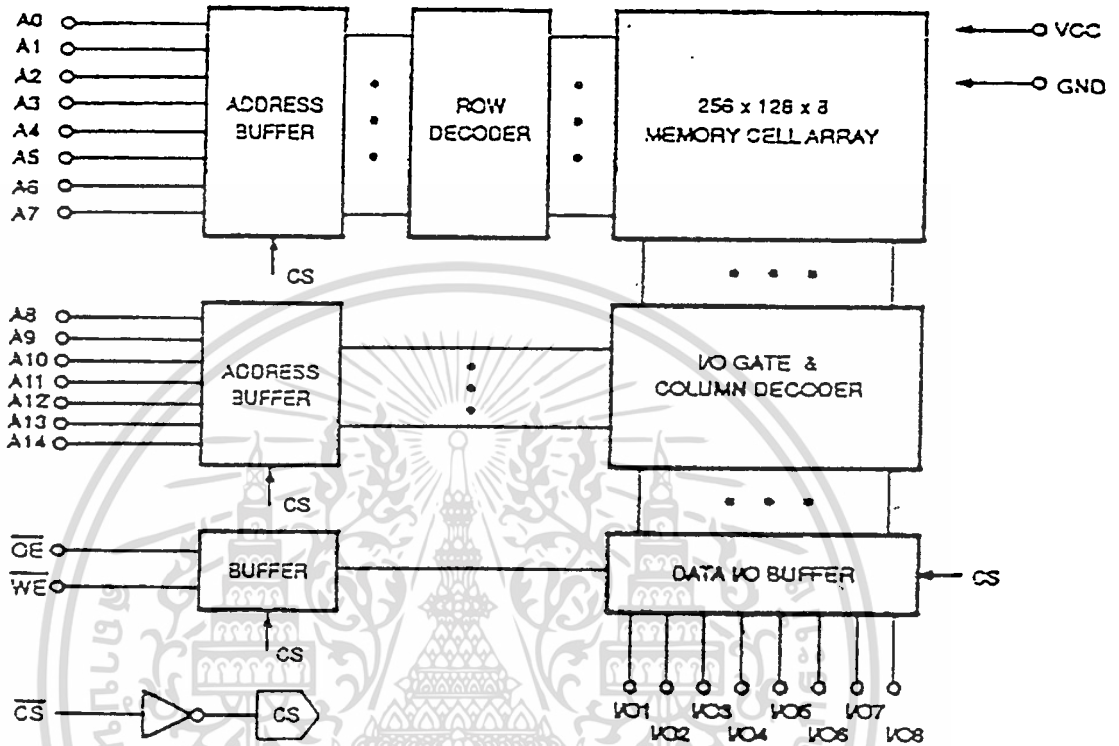 A0
A1
A2
A3
A4
A5
A6
A7
ADDRESS
BUFFER
CS
ROW
DECODER
256 x 128 x 8
MEMORY CELL ARRAY
VCC
GND
A8
A9
A10
A11
A12
A13
A14
ADDRESS
BUFFER
CS
I/O GATE &
COLUMN DECODER
OE
WE
BUFFER
CS
DATA I/O BUFFER
CS
CS
CS
I/O1
I/O2
I/O3
I/O4
I/O5
I/O6
I/O7
I/O8